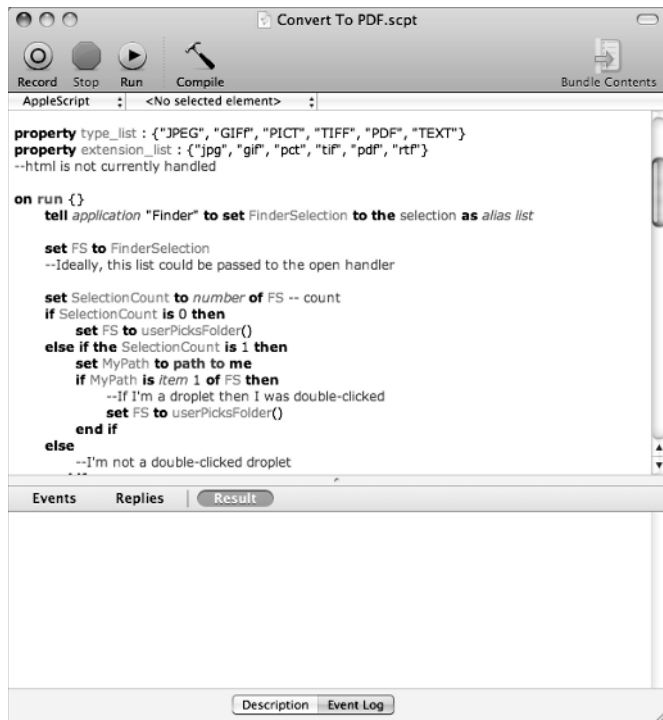 Convert To PDF.scpt
Record Stop Run Compile Bundle Contents
AppleScript <No selected element>
property type_list : {"JPEG", "GIFf", "PICT", "TIFF", "PDF", "TEXT"}
property extension_list : {"jpg", "gif", "pct", "tif", "pdf", "rtf"}
--html is not currently handled
on run {}
tell application "Finder" to set FinderSelection to the selection as alias list
set FS to FinderSelection
--Ideally, this list could be passed to the open handler
set SelectionCount to number of FS -- count
if SelectionCount is 0 then
set FS to userPicksFolder()
else if the SelectionCount is 1 then
set MyPath to path to me
if MyPath is item 1 of FS then
--If I'm a droplet then I was double-clicked
set FS to userPicksFolder()
end if
else
--I'm not a double-clicked droplet
Events Replies Result
Description Event Log